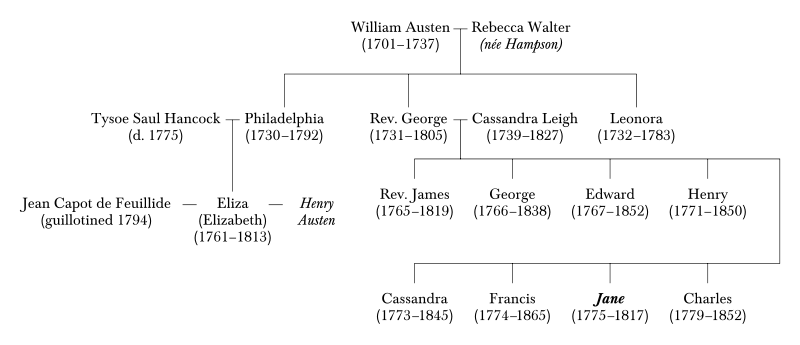 William Austen — Rebecca Walter
(1701–1737) (née Hampson)
Tysoe Saul Hancock — Philadelphia Rev. George — Cassandra Leigh Leonora
(d. 1775) (1730–1792) (1731–1805) (1739–1827) (1732–1783)
Rev. James George Edward Henry
(1765–1819) (1766–1838) (1767–1852) (1771–1850)
Jean Capot de Feuillide — Eliza — Henry
(guillotined 1794) (Elizabeth) Austen
(1761–1813)
Cassandra Francis Jane Charles
(1773–1845) (1774–1865) (1775–1817) (1779–1852)